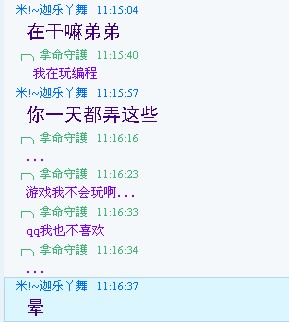 米!~迦乐丫舞 11:15:04
在干嘛弟弟
╭╮ 拿命守護 11:15:40
我在玩编程
米!~迦乐丫舞 11:15:57
你一天都弄这些
╭╮ 拿命守護 11:16:16
...
╭╮ 拿命守護 11:16:23
游戏我不会玩啊...
╭╮ 拿命守護 11:16:33
qq我也不喜欢
╭╮ 拿命守護 11:16:34
...
米!~迦乐丫舞 11:16:37
晕